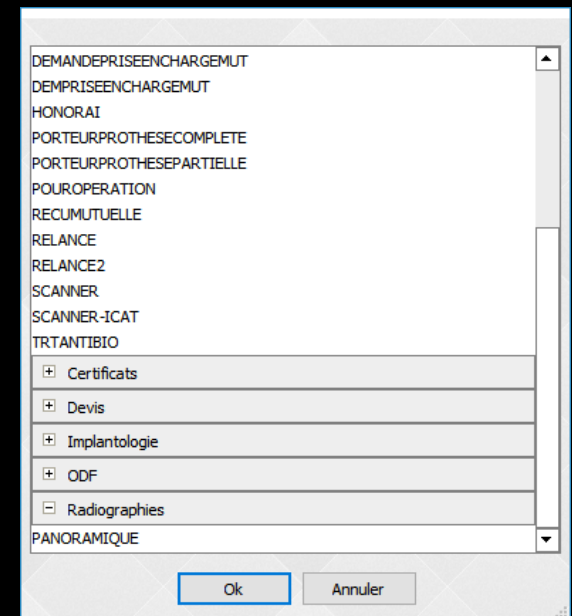 DEMANDEPRISEENCHARGEMUT
DEMPRISEENCHARGEMUT
HONORAI
PORTEURPROTHESECOMPLETE
PORTEURPROTHESEPARTIELLE
POUROPERATION
RECUMUTUELLE
RELANCE
RELANCE2
SCANNER
SCANNER-ICAT
TRTANTIBIO
Certificats
Devis
Implantologie
ODF
Radiographies
PANORAMIQUE
Ok Annuler